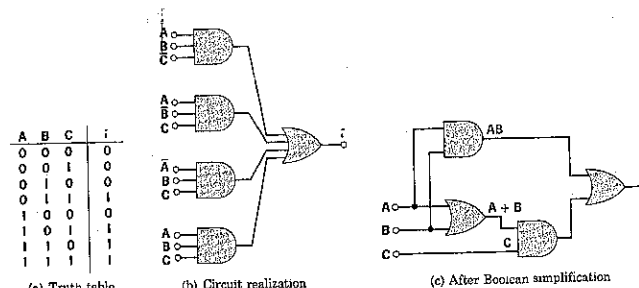 A B C i
0 0 0 0
0 0 1 0
0 1 0 0
0 1 1 1
1 0 0 0
1 0 1 1
1 1 0 1
1 1 1 1
(a) Truth table
A
B
C̅
A
B̅
C
A̅
B
C
A
B
C
i
(b) Circuit realization
AB
A
B
C
A + B
C
(c) After Boolean simplification